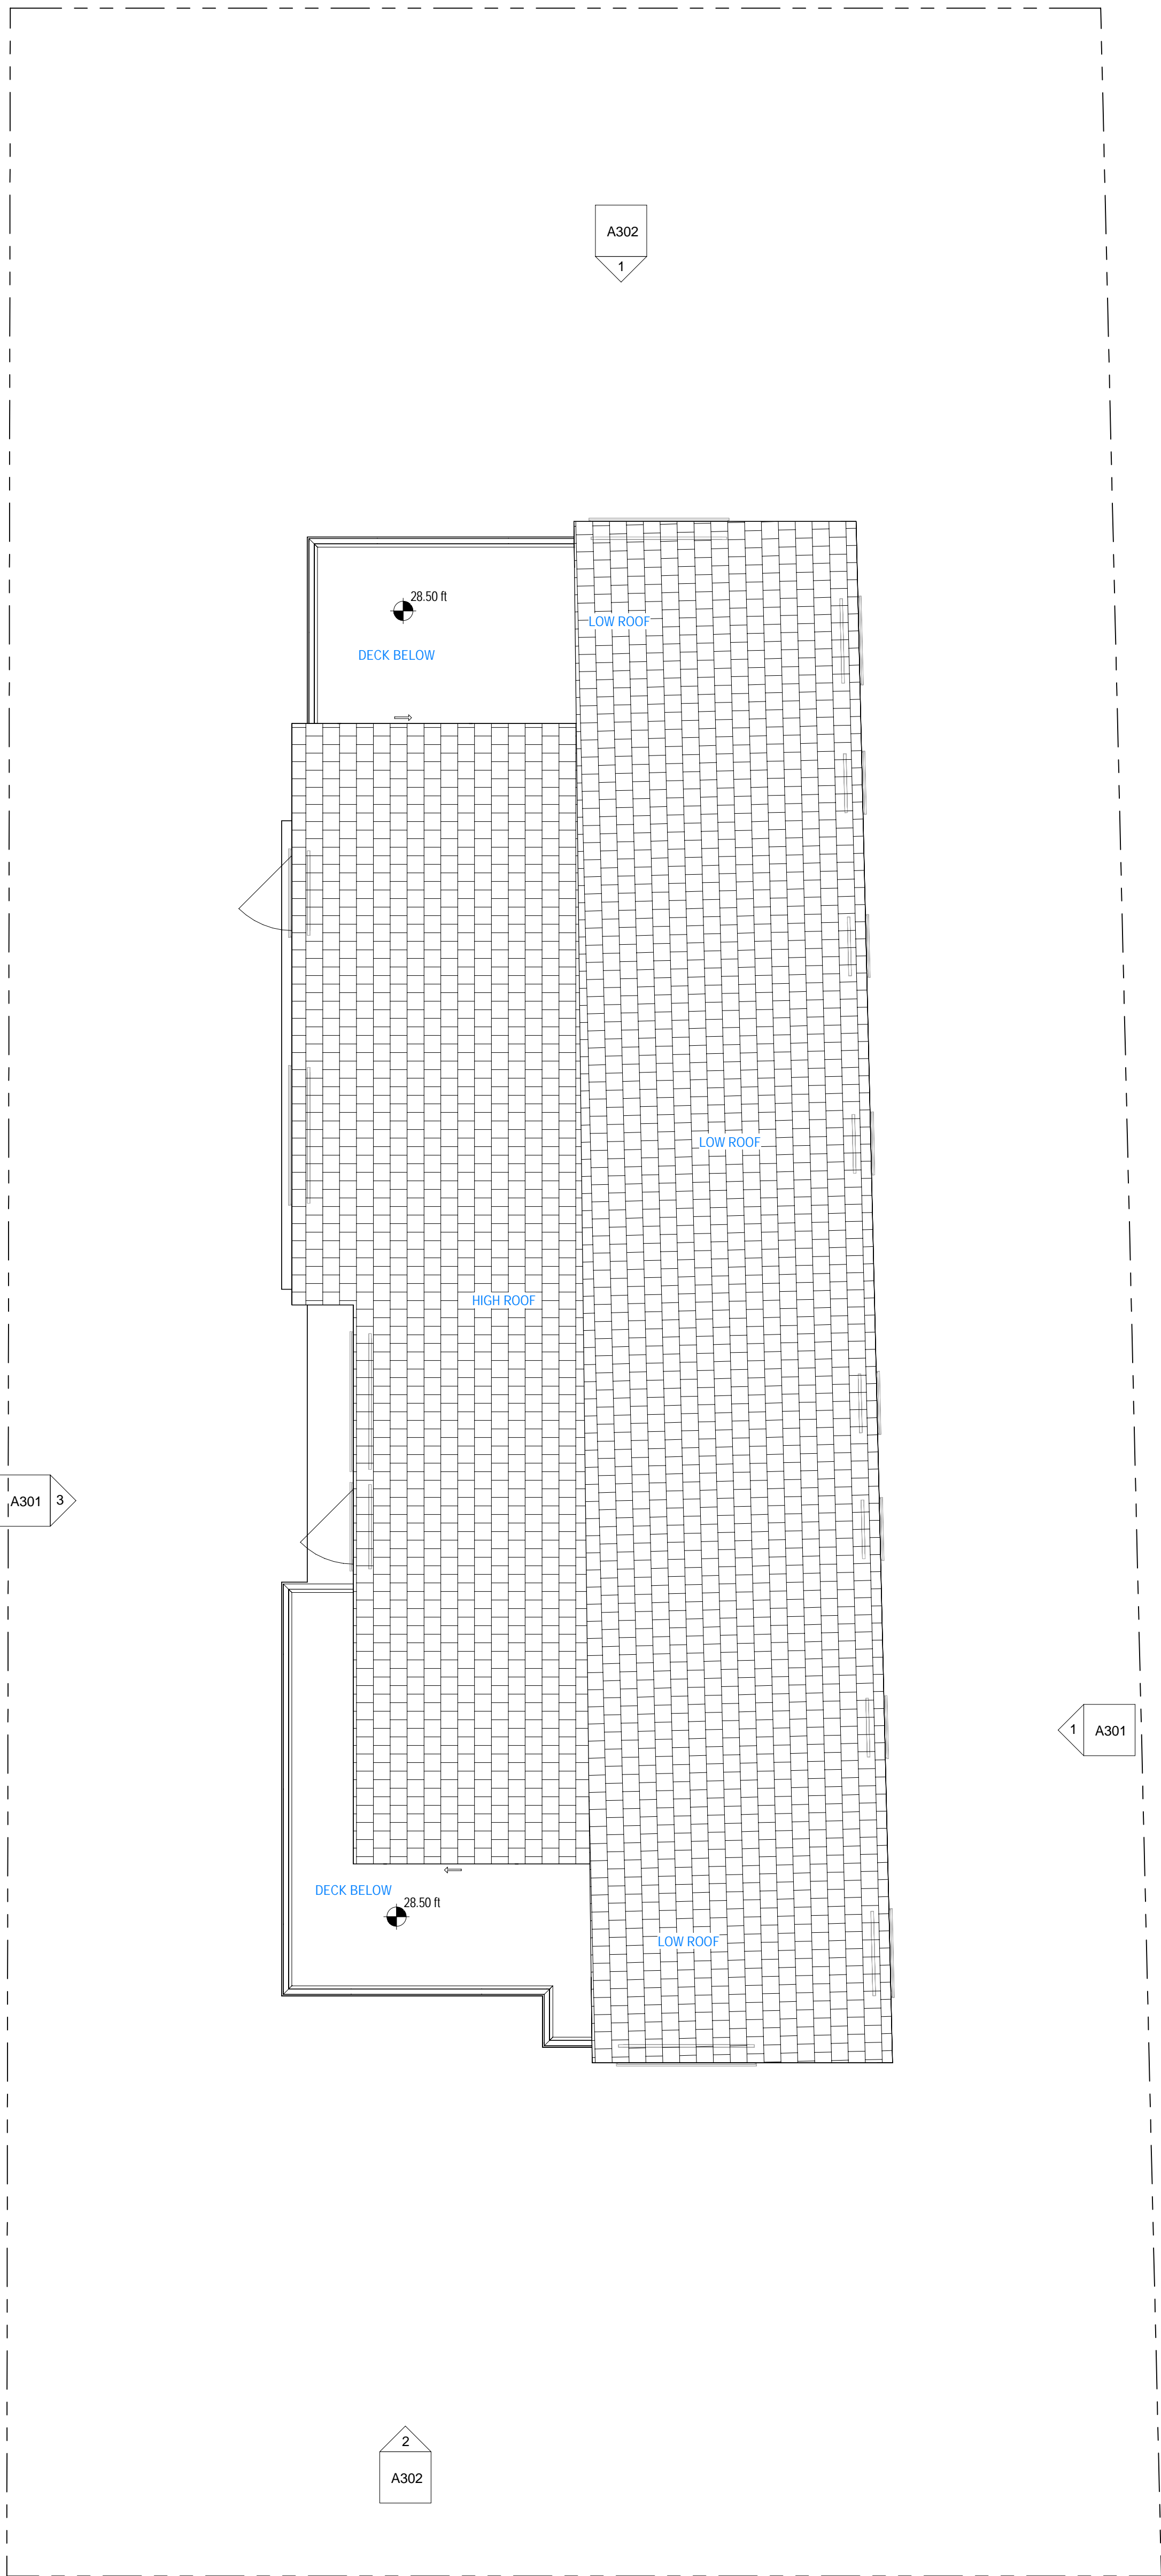 A302
1
28.50 ft
LOW ROOF
DECK BELOW
LOW ROOF
HIGH ROOF
A301
3
1
A301
DECK BELOW
28.50 ft
LOW ROOF
2
A302